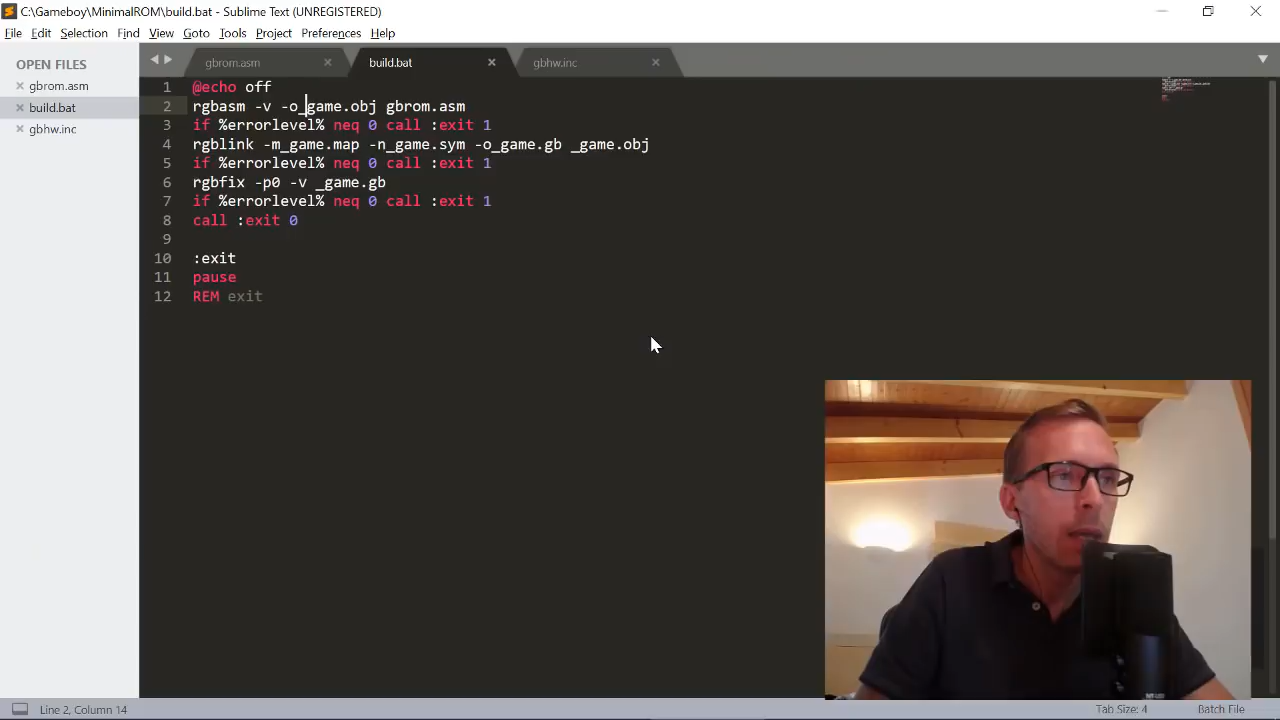 C:\Gameboy\MinimalROM\build.bat - Sublime Text (UNREGISTERED)
File Edit Selection Find View Goto Tools Project Preferences Help
OPEN FILES
gbrom.asm
build.bat
gbhw.inc
gbrom.asm build.bat gbhw.inc
1 @echo off
2 rgbasm -v -o_game.obj gbrom.asm
3 if %errorlevel% neq 0 call :exit 1
4 rgblink -m_game.map -n_game.sym -o_game.gb _game.obj
5 if %errorlevel% neq 0 call :exit 1
6 rgbfix -p0 -v _game.gb
7 if %errorlevel% neq 0 call :exit 1
8 call :exit 0
9
10 :exit
11 pause
12 REM exit
Line 2, Column 14
Tab Size: 4
Batch File